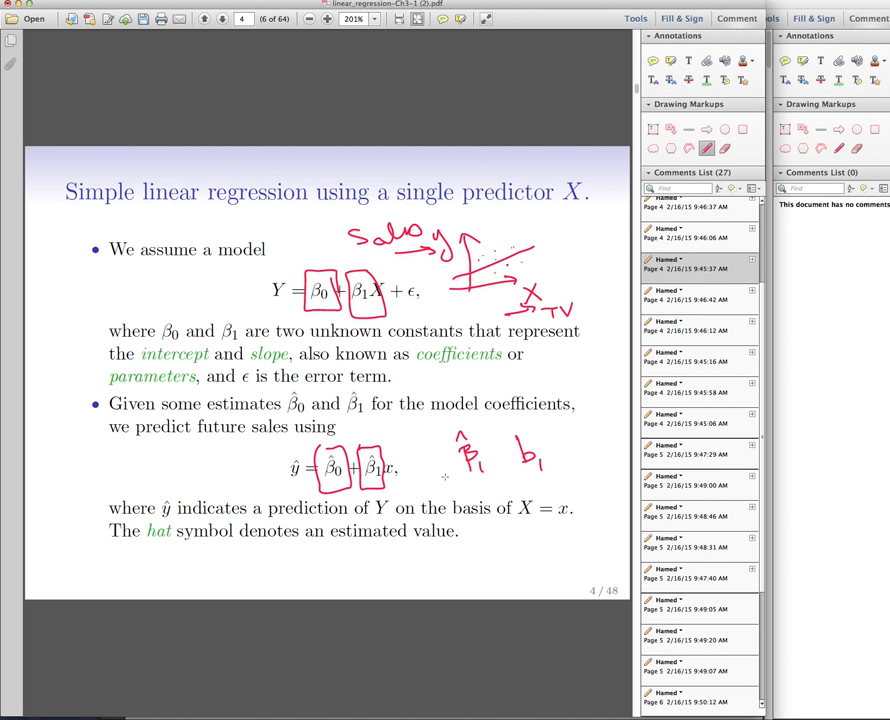 linear_regression-Ch3-1 (2).pdf
Open
4
(6 of 64)
201%
Tools
Fill & Sign
Comment
ols
Fill & Sign
Comment
Annotations
Annotations
Drawing Markups
Drawing Markups
Comments List (27)
Comments List (0)
Find
Find
This document has no comments
Hamed
Page 4 2/16/15 9:46:37 AM
Hamed
Page 4 2/16/15 9:46:06 AM
Hamed
Page 4 2/16/15 9:45:37 AM
Hamed
Page 4 2/16/15 9:46:42 AM
Hamed
Page 4 2/16/15 9:46:12 AM
Hamed
Page 4 2/16/15 9:45:16 AM
Hamed
Page 4 2/16/15 9:45:58 AM
Hamed
Page 4 2/16/15 9:45:06 AM
Hamed
Page 5 2/16/15 9:47:29 AM
Hamed
Page 5 2/16/15 9:49:00 AM
Hamed
Page 5 2/16/15 9:48:46 AM
Hamed
Page 5 2/16/15 9:48:31 AM
Hamed
Page 5 2/16/15 9:47:40 AM
Hamed
Page 5 2/16/15 9:49:05 AM
Hamed
Page 5 2/16/15 9:49:20 AM
Hamed
Page 5 2/16/15 9:49:07 AM
Hamed
Page 6 2/16/15 9:50:12 AM
Simple linear regression using a single predictor X.
• We assume a model
Sales y
Y = β₀ + β₁X + ϵ,
X
TV
where β₀ and β₁ are two unknown constants that represent
the intercept and slope, also known as coefficients or
parameters, and ϵ is the error term.
• Given some estimates β̂₀ and β̂₁ for the model coefficients,
we predict future sales using
ŷ = β̂₀ + β̂₁x,
β̂₁ b₁
where ŷ indicates a prediction of Y on the basis of X = x.
The hat symbol denotes an estimated value.
4 / 48